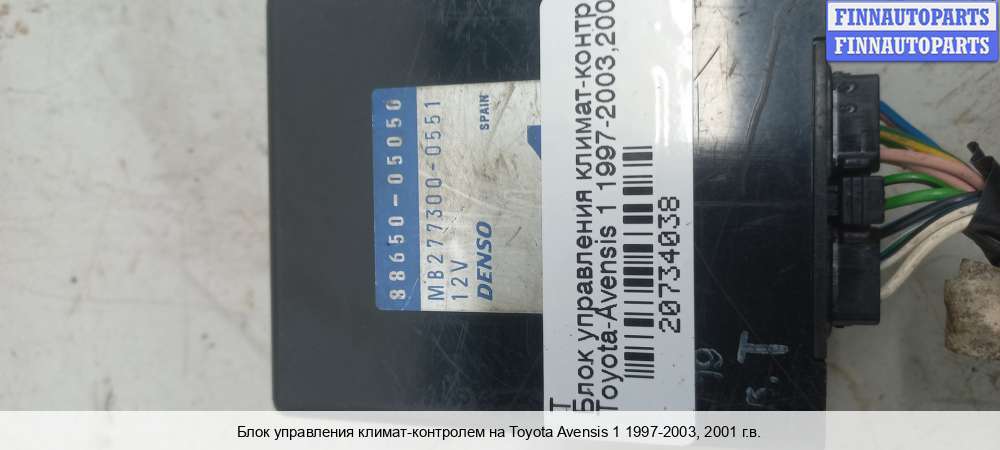 FINNAUTOPARTS
FINNAUTOPARTS
88650-05050
MB277300-0551
12V
DENSO
SPAIN
Блок управления климат-контр
Toyota-Avensis 1 1997-2003,200
20734038
19
R.T
Блок управления климат-контролем на Toyota Avensis 1 1997-2003, 2001 г.в.